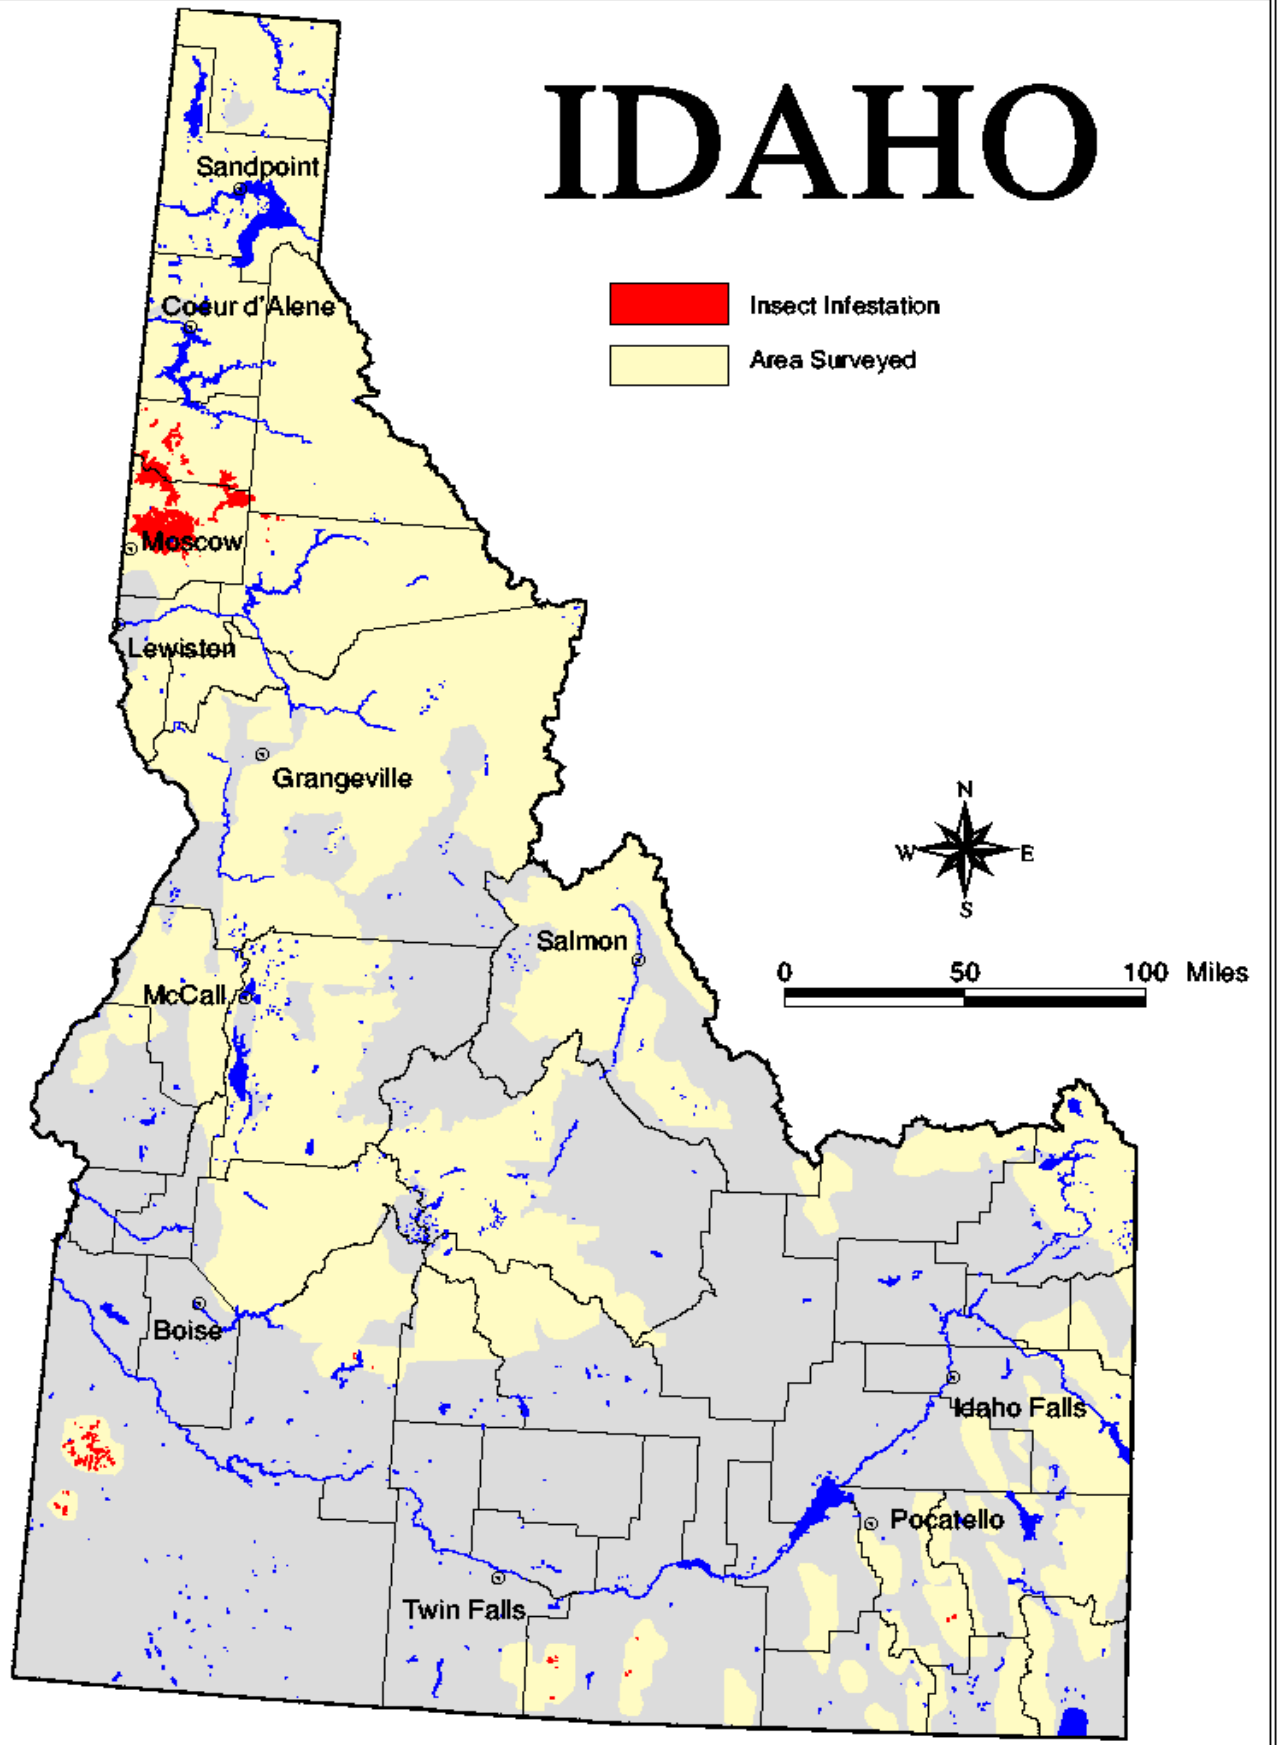 IDAHO
Sandpoint
Coeur d'Alene
Insect Infestation
Area Surveyed
Moscow
Lewiston
Grangeville
N
W E
S
Salmon
McCall
0 50 100 Miles
Boise
Idaho Falls
Pocatello
Twin Falls